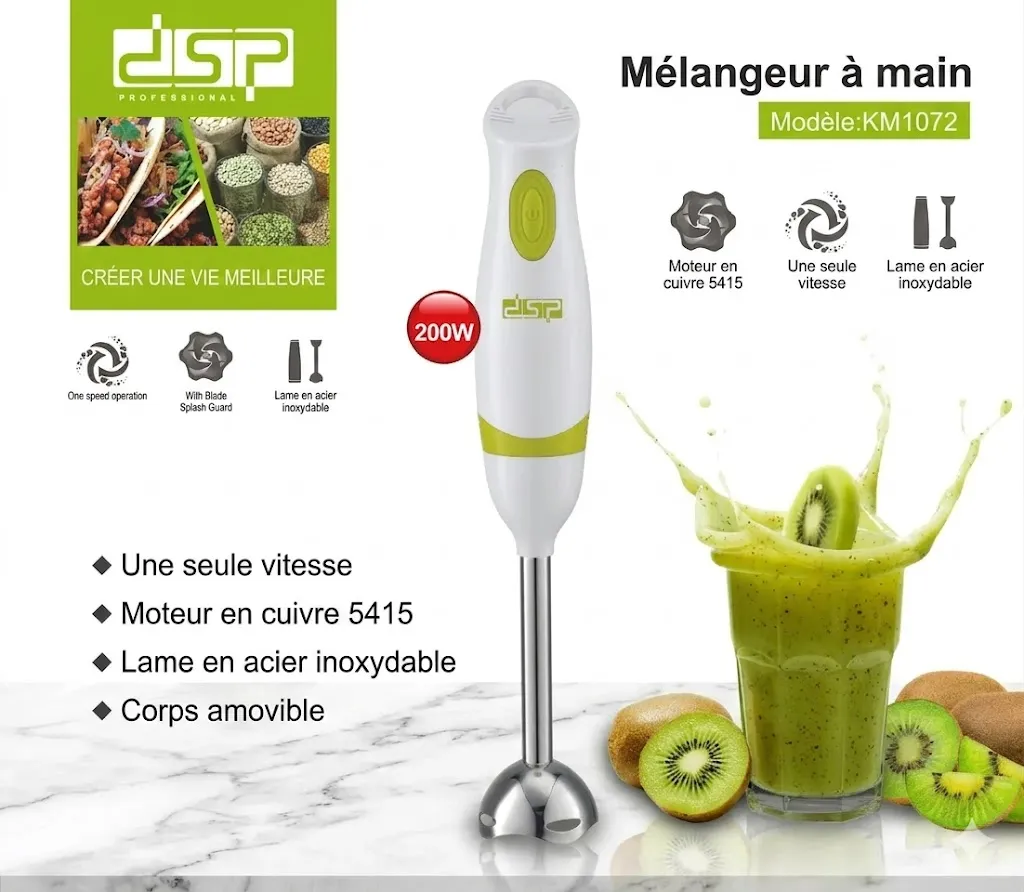 dsp
PROFESSIONAL
CRÉER UNE VIE MEILLEURE
One speed operation
With Blade
Splash Guard
Lame en acier
inoxydable
Mélangeur à main
Modèle:KM1072
Moteur en
cuivre 5415
Une seule
vitesse
Lame en acier
inoxydable
200W
dsp
◆ Une seule vitesse
◆ Moteur en cuivre 5415
◆ Lame en acier inoxydable
◆ Corps amovible